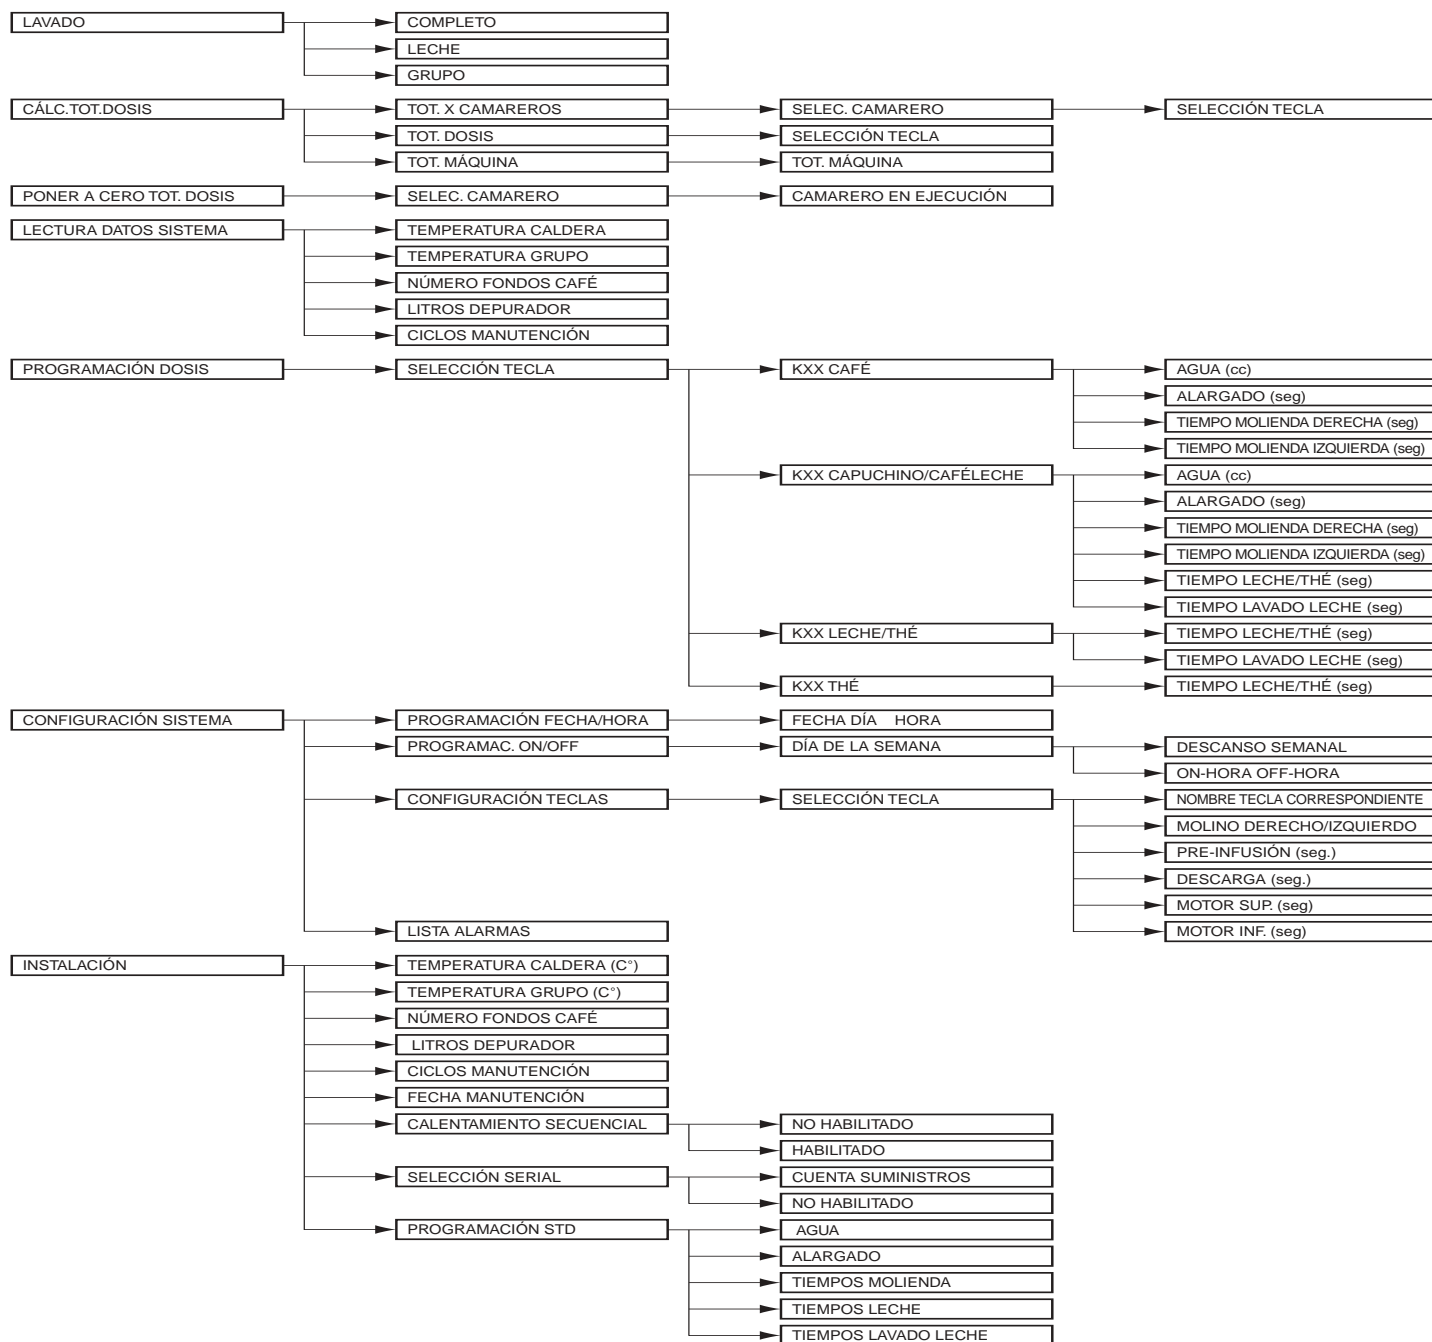 LAVADO
COMPLETO
LECHE
GRUPO
CÁLC.TOT.DOSIS
TOT. X CAMAREROS
SELEC. CAMARERO
SELECCIÓN TECLA
TOT. DOSIS
SELECCIÓN TECLA
TOT. MÁQUINA
TOT. MÁQUINA
PONER A CERO TOT. DOSIS
SELEC. CAMARERO
CAMARERO EN EJECUCIÓN
LECTURA DATOS SISTEMA
TEMPERATURA CALDERA
TEMPERATURA GRUPO
NÚMERO FONDOS CAFÉ
LITROS DEPURADOR
CICLOS MANUTENCIÓN
PROGRAMACIÓN DOSIS
SELECCIÓN TECLA
KXX CAFÉ
AGUA (cc)
ALARGADO (seg)
TIEMPO MOLIENDA DERECHA (seg)
TIEMPO MOLIENDA IZQUIERDA (seg)
KXX CAPUCHINO/CAFÉLECHE
AGUA (cc)
ALARGADO (seg)
TIEMPO MOLIENDA DERECHA (seg)
TIEMPO MOLIENDA IZQUIERDA (seg)
TIEMPO LECHE/THÉ (seg)
TIEMPO LAVADO LECHE (seg)
KXX LECHE/THÉ
TIEMPO LECHE/THÉ (seg)
TIEMPO LAVADO LECHE (seg)
KXX THÉ
TIEMPO LECHE/THÉ (seg)
CONFIGURACIÓN SISTEMA
PROGRAMACIÓN FECHA/HORA
FECHA DÍA HORA
PROGRAMAC. ON/OFF
DÍA DE LA SEMANA
DESCANSO SEMANAL
ON-HORA OFF-HORA
CONFIGURACIÓN TECLAS
SELECCIÓN TECLA
NOMBRE TECLA CORRESPONDIENTE
MOLINO DERECHO/IZQUIERDO
PRE-INFUSIÓN (seg.)
DESCARGA (seg.)
MOTOR SUP. (seg)
MOTOR INF. (seg)
LISTA ALARMAS
INSTALACIÓN
TEMPERATURA CALDERA (C°)
TEMPERATURA GRUPO (C°)
NÚMERO FONDOS CAFÉ
LITROS DEPURADOR
CICLOS MANUTENCIÓN
FECHA MANUTENCIÓN
CALENTAMIENTO SECUENCIAL
NO HABILITADO
HABILITADO
SELECCIÓN SERIAL
CUENTA SUMINISTROS
NO HABILITADO
PROGRAMACIÓN STD
AGUA
ALARGADO
TIEMPOS MOLIENDA
TIEMPOS LECHE
TIEMPOS LAVADO LECHE